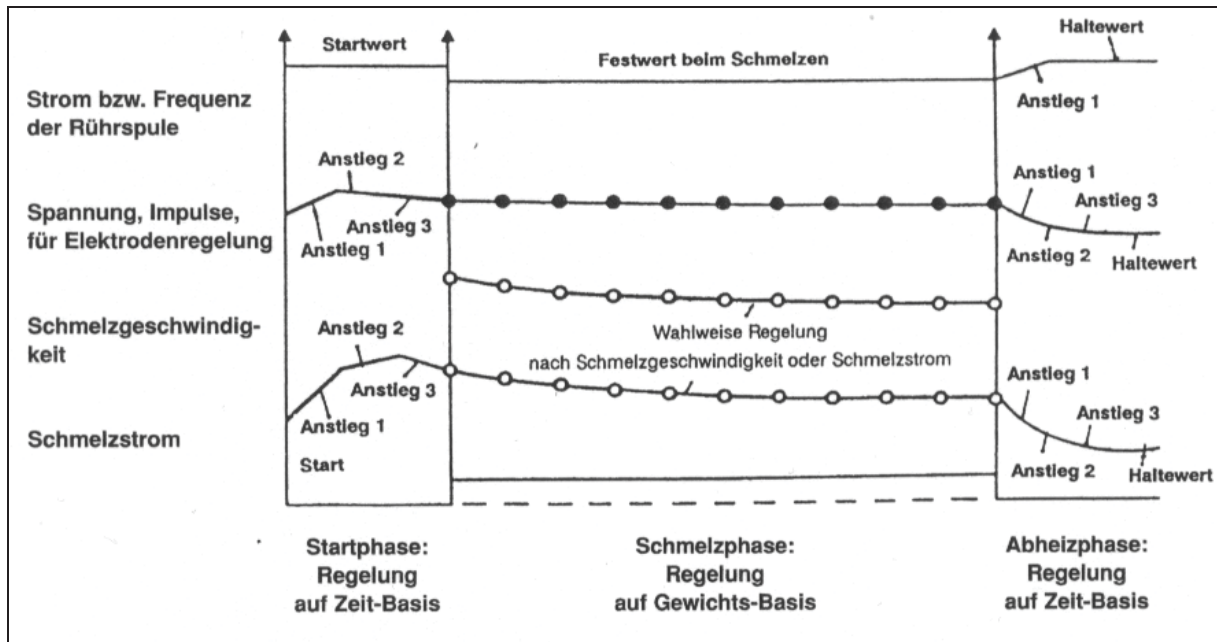 Startwert
Festwert beim Schmelzen
Haltewert
Anstieg 1
Strom bzw. Frequenz
der Rührspule
Anstieg 2
Anstieg 1
Anstieg 3
Spannung, Impulse,
für Elektrodenregelung
Anstieg 3
Anstieg 1
Anstieg 2
Haltewert
Schmelzgeschwindig-
keit
Anstieg 2
Wahlweise Regelung
nach Schmelzgeschwindigkeit oder Schmelzstrom
Anstieg 3
Anstieg 1
Anstieg 1
Anstieg 3
Schmelzstrom
Start
Anstieg 2
Haltewert
Startphase:
Regelung
auf Zeit-Basis
Schmelzphase:
Regelung
auf Gewichts-Basis
Abheizphase:
Regelung
auf Zeit-Basis